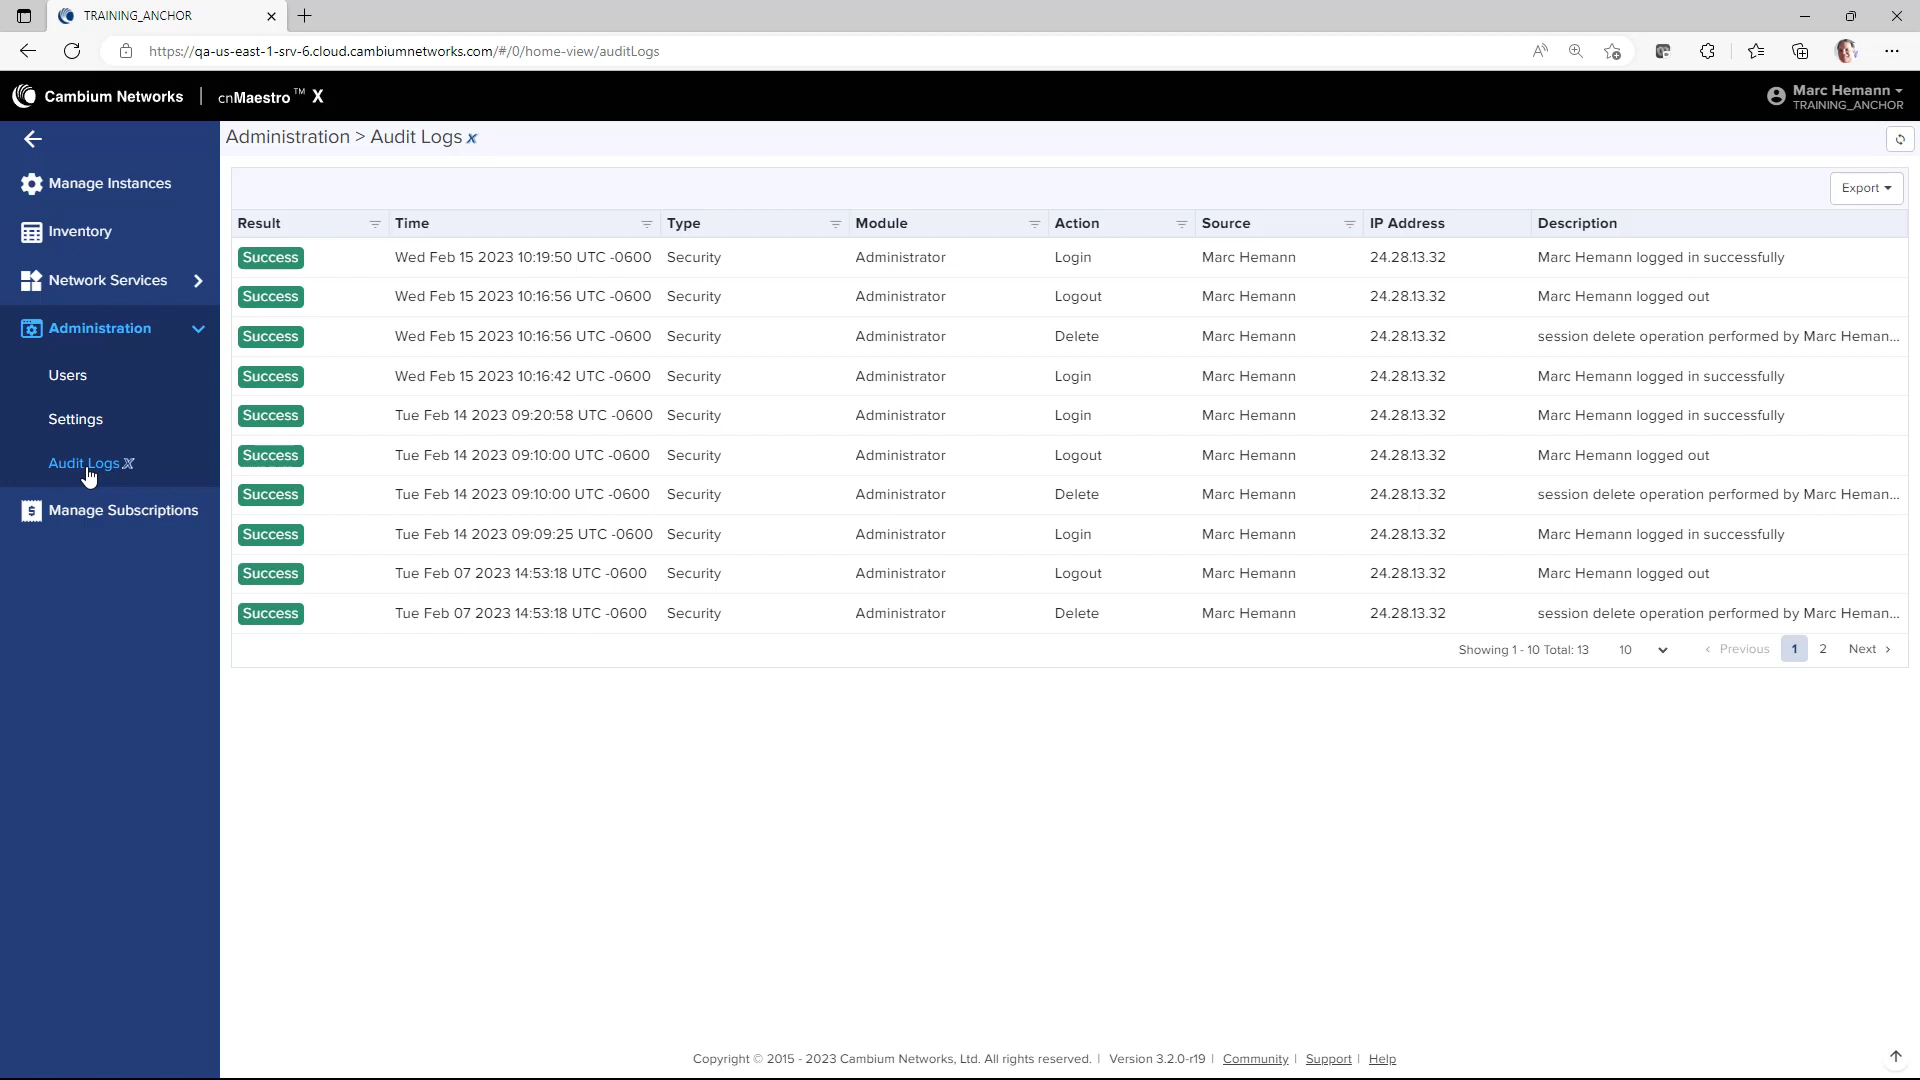 TRAINING_ANCHOR
https://qa-us-east-1-srv-6.cloud.cambiumnetworks.com/#/0/home-view/auditLogs
Cambium Networks | cnMaestro™ X
Marc Hemann
TRAINING_ANCHOR
Manage Instances
Inventory
Network Services
Administration
Users
Settings
Audit Logs X
Manage Subscriptions
Administration > Audit Logs X
Export
Result Time Type Module Action Source IP Address Description
Success Wed Feb 15 2023 10:19:50 UTC -0600 Security Administrator Login Marc Hemann 24.28.13.32 Marc Hemann logged in successfully
Success Wed Feb 15 2023 10:16:56 UTC -0600 Security Administrator Logout Marc Hemann 24.28.13.32 Marc Hemann logged out
Success Wed Feb 15 2023 10:16:56 UTC -0600 Security Administrator Delete Marc Hemann 24.28.13.32 session delete operation performed by Marc Heman...
Success Wed Feb 15 2023 10:16:42 UTC -0600 Security Administrator Login Marc Hemann 24.28.13.32 Marc Hemann logged in successfully
Success Tue Feb 14 2023 09:20:58 UTC -0600 Security Administrator Login Marc Hemann 24.28.13.32 Marc Hemann logged in successfully
Success Tue Feb 14 2023 09:10:00 UTC -0600 Security Administrator Logout Marc Hemann 24.28.13.32 Marc Hemann logged out
Success Tue Feb 14 2023 09:10:00 UTC -0600 Security Administrator Delete Marc Hemann 24.28.13.32 session delete operation performed by Marc Heman...
Success Tue Feb 14 2023 09:09:25 UTC -0600 Security Administrator Login Marc Hemann 24.28.13.32 Marc Hemann logged in successfully
Success Tue Feb 07 2023 14:53:18 UTC -0600 Security Administrator Logout Marc Hemann 24.28.13.32 Marc Hemann logged out
Success Tue Feb 07 2023 14:53:18 UTC -0600 Security Administrator Delete Marc Hemann 24.28.13.32 session delete operation performed by Marc Heman...
Showing 1 - 10 Total: 13 10 < Previous 1 2 Next >
Copyright © 2015 - 2023 Cambium Networks, Ltd. All rights reserved. | Version 3.2.0-r19 | Community | Support | Help